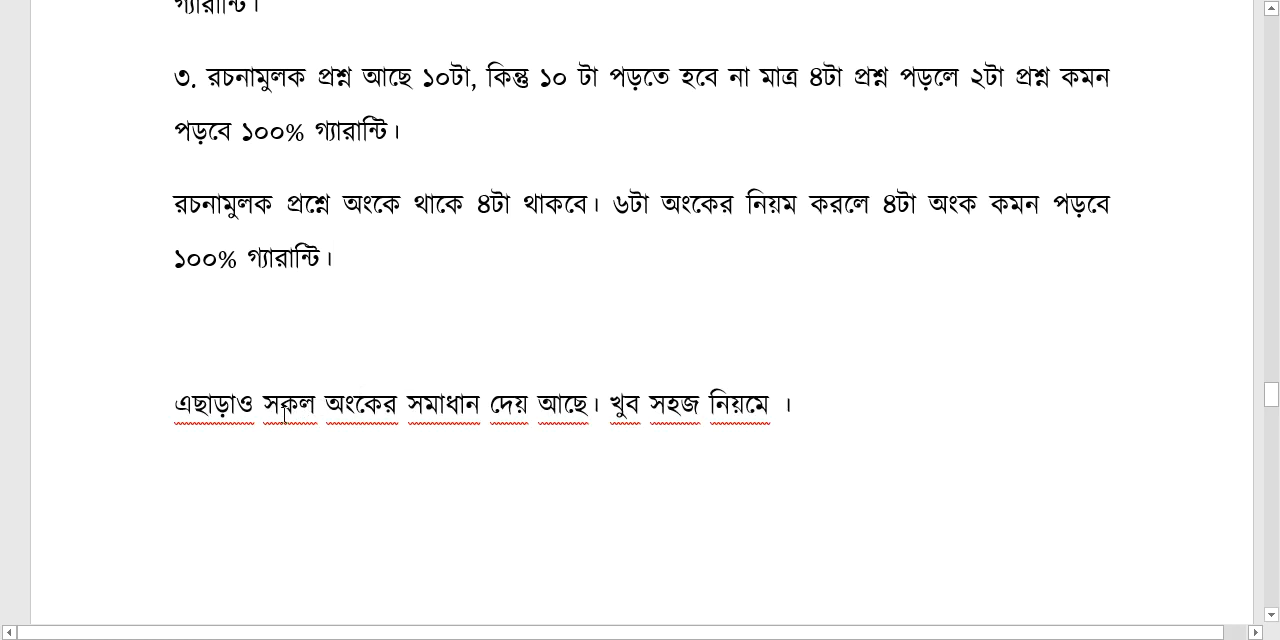 গ্যারান্টি।
৩. রচনামুলক প্রশ্ন আছে ১০টা, কিন্তু ১০ টা পড়তে হবে না মাত্র ৪টা প্রশ্ন পড়লে ২টা প্রশ্ন কমন
পড়বে ১০০% গ্যারান্টি।
রচনামুলক প্রশ্নে অংকে থাকে ৪টা থাকবে। ৬টা অংকের নিয়ম করলে ৪টা অংক কমন পড়বে
১০০% গ্যারান্টি।
এছাড়াও সকল অংকের সমাধান দেয় আছে। খুব সহজ নিয়মে ।